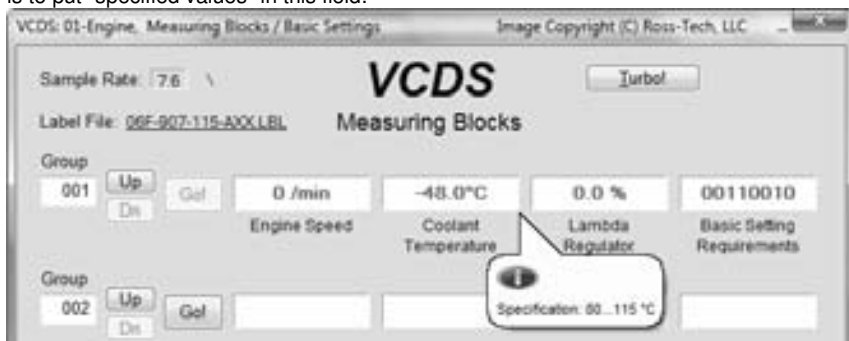 is to put "specified values" in this field.
VCDS: 01-Engine, Measuring Blocks / Basic Settings Image Copyright (C) Ross-Tech, LLC
Sample Rate: 7.6
VCDS
Turbo!
Label File: 06F-907-115-AXX.LBL
Measuring Blocks
Group
001 Up Go! 0 /min -48.0°C 0.0 % 00110010
Dn
Engine Speed Coolant Temperature Lambda Regulator Basic Setting Requirements
Specification: 80...115 °C
Group
002 Up Go!
Dn